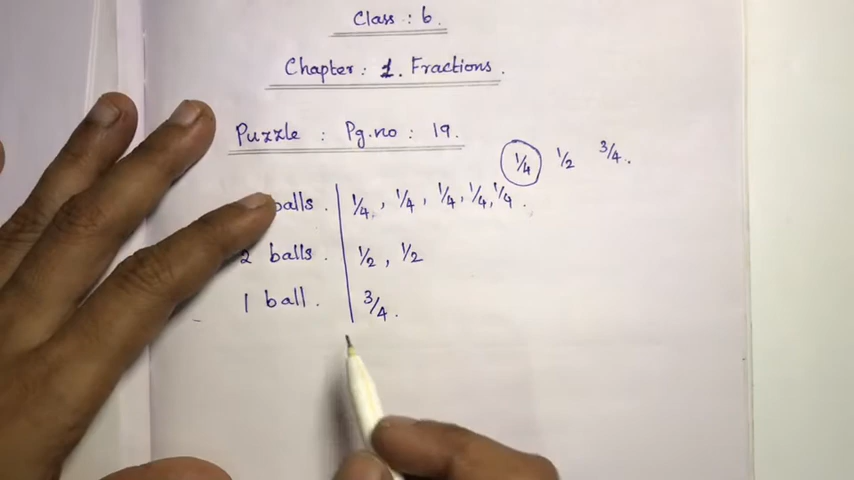 Class : 6.
Chapter : 1. Fractions.
Puzzle : Pg.no : 19.
1/4 1/2 3/4.
balls. 1/4, 1/4, 1/4, 1/4, 1/4.
2 balls. 1/2, 1/2
1 ball. 3/4.